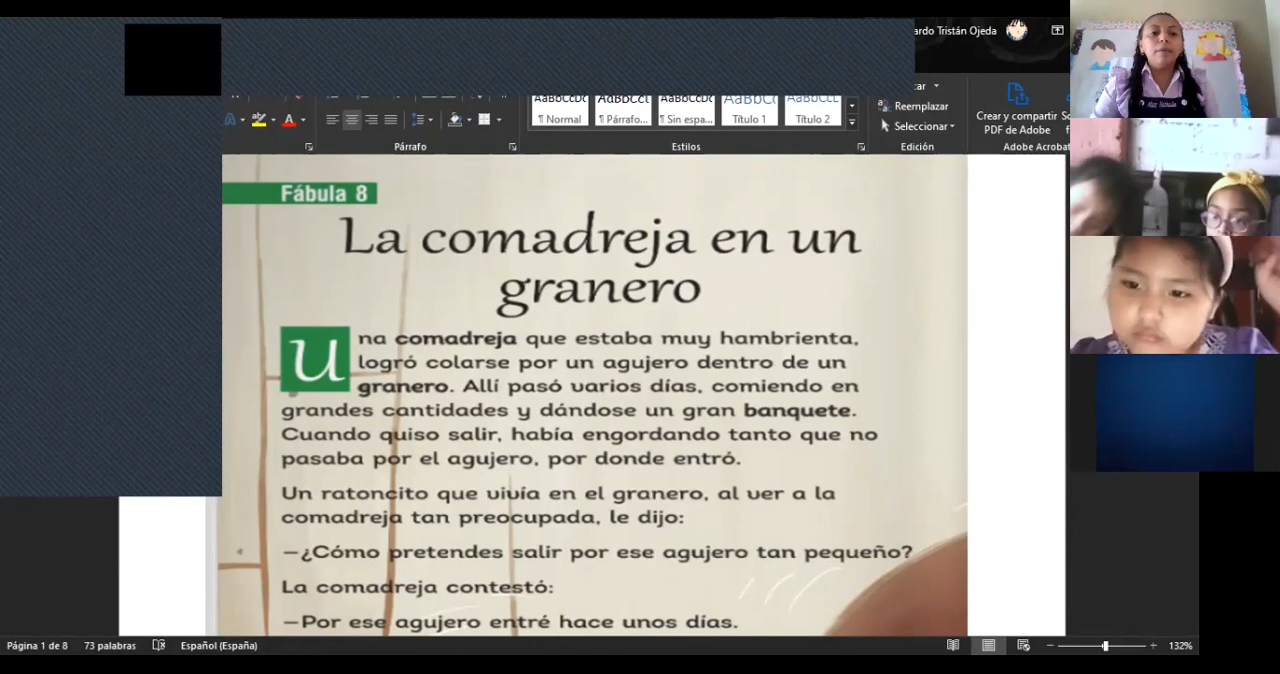 ardo Tristán Ojeda
AaBbCcDc AaBbCcI AaBbCcDc AaBbC AaBbCcL
¶ Normal ¶ Párrafo... ¶ Sin espa... Título 1 Título 2
Reemplazar
Seleccionar
Crear y compartir
PDF de Adobe
Párrafo Estilos Edición Adobe Acrobat
Fábula 8
La comadreja en un
granero
Una comadreja que estaba muy hambrienta,
logró colarse por un agujero dentro de un
granero. Allí pasó varios días, comiendo en
grandes cantidades y dándose un gran banquete.
Cuando quiso salir, había engordando tanto que no
pasaba por el agujero, por donde entró.
Un ratoncito que vivía en el granero, al ver a la
comadreja tan preocupada, le dijo:
—¿Cómo pretendes salir por ese agujero tan pequeño?
La comadreja contestó:
—Por ese agujero entré hace unos días.
Página 1 de 8 73 palabras Español (España) 132%